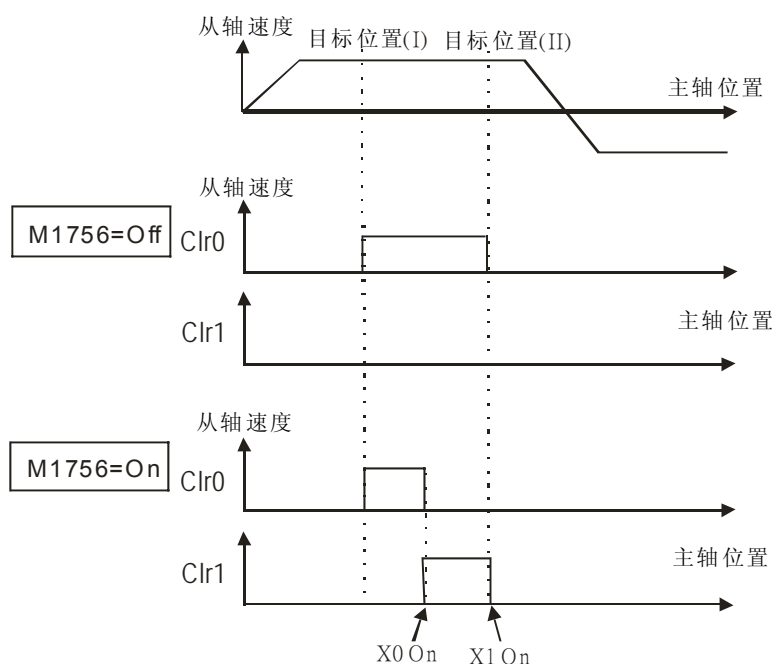 从轴速度
目标位置(I) 目标位置(II)
主轴位置
从轴速度
M1756=Off
Clr0
主轴位置
Clr1
从轴速度
M1756=On
Clr0
主轴位置
Clr1
X0 On
X1 On